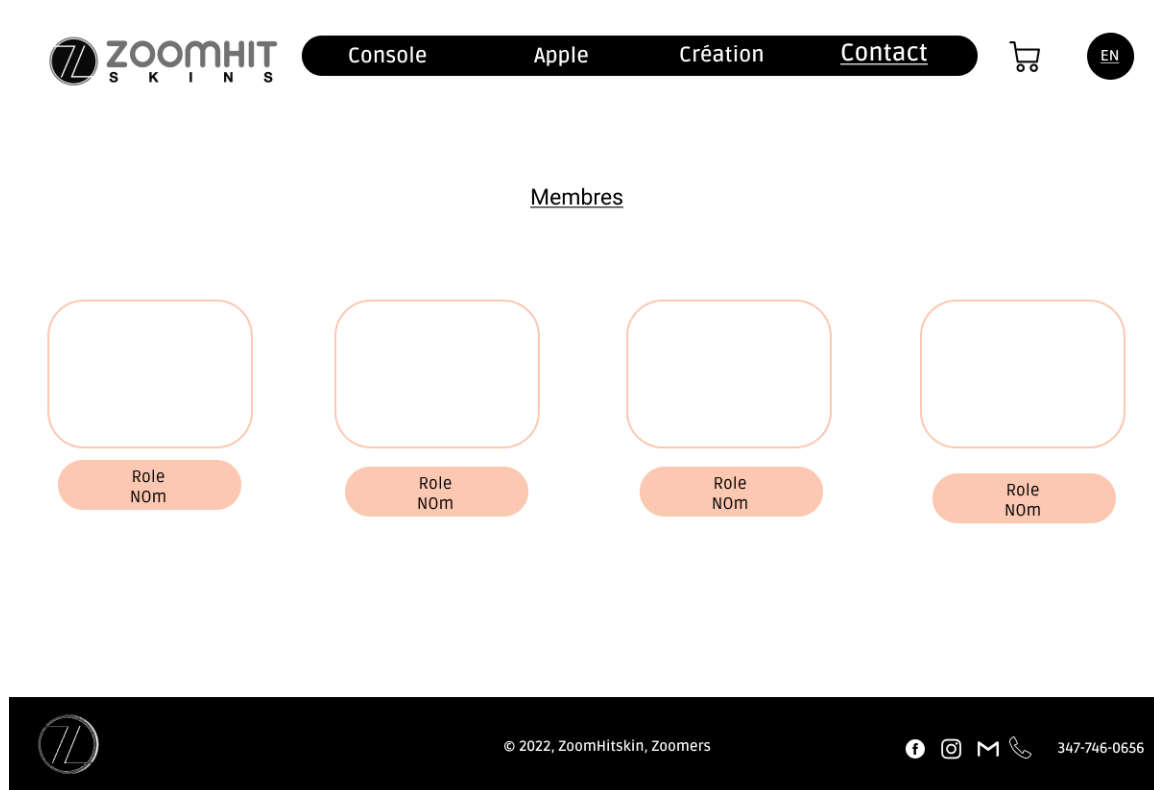 ZOOMHIT
SKINS
Console Apple Création Contact
EN
Membres
Role
NOm
Role
NOm
Role
NOm
Role
NOm
© 2022, ZoomHitskin, Zoomers
347-746-0656